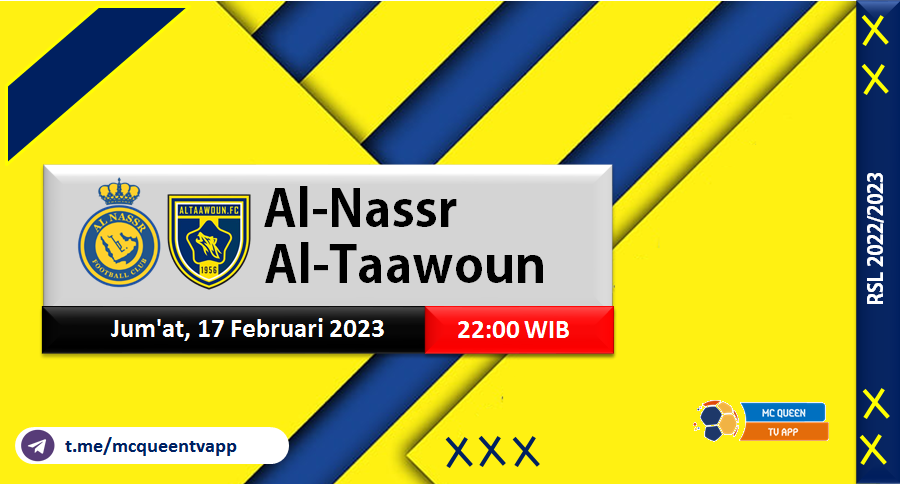 AL NASSR
FOOTBALL CLUB
ALTAAWOUN.FC
1956
Al-Nassr
Al-Taawoun
Jum'at, 17 Februari 2023
22:00 WIB
RSL 2022/2023
t.me/mcqueentvapp
XXX
MC QUEEN
TV APP